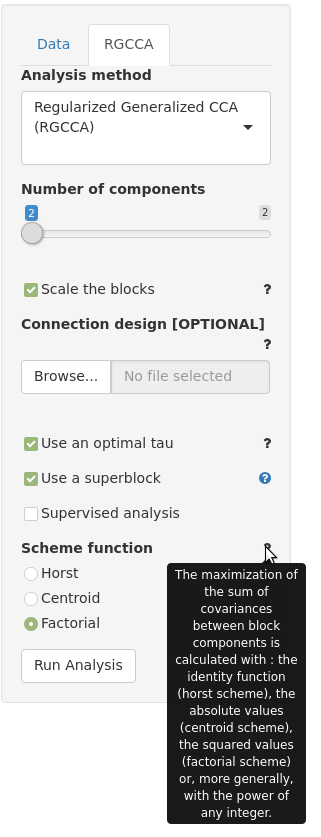 Data RGCCA
Analysis method
Regularized Generalized CCA
(RGCCA)
Number of components
2 2
Scale the blocks ?
Connection design [OPTIONAL]
?
Browse... No file selected
Use an optimal tau ?
Use a superblock ?
Supervised analysis
Scheme function ?
Horst
Centroid
Factorial
Run Analysis
The maximization of
the sum of
covariances
between block
components is
calculated with : the
identity function
(horst scheme), the
absolute values
(centroid scheme),
the squared values
(factorial scheme)
or, more generally,
with the power of
any integer.